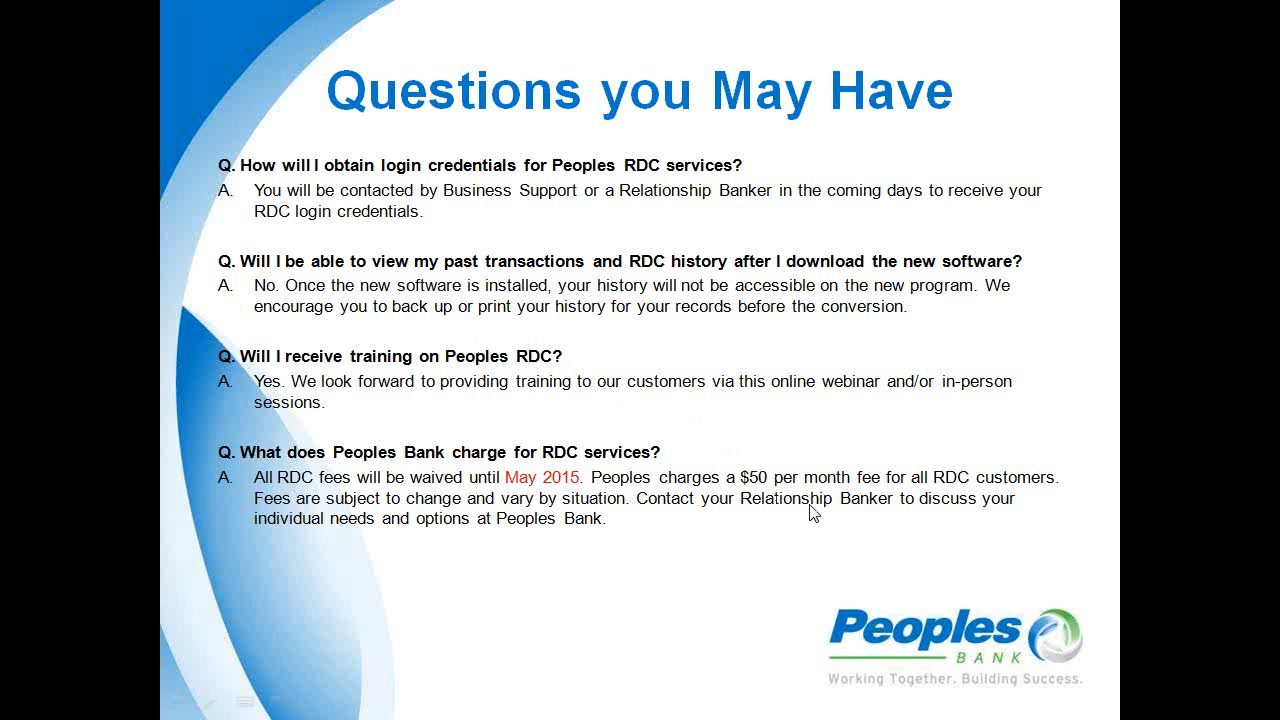 Questions you May Have
Q. How will I obtain login credentials for Peoples RDC services?
A. You will be contacted by Business Support or a Relationship Banker in the coming days to receive your
RDC login credentials.
Q. Will I be able to view my past transactions and RDC history after I download the new software?
A. No. Once the new software is installed, your history will not be accessible on the new program. We
encourage you to back up or print your history for your records before the conversion.
Q. Will I receive training on Peoples RDC?
A. Yes. We look forward to providing training to our customers via this online webinar and/or in-person
sessions.
Q. What does Peoples Bank charge for RDC services?
A. All RDC fees will be waived until May 2015. Peoples charges a $50 per month fee for all RDC customers.
Fees are subject to change and vary by situation. Contact your Relationship Banker to discuss your
individual needs and options at Peoples Bank.
Peoples
BANK
Working Together. Building Success.